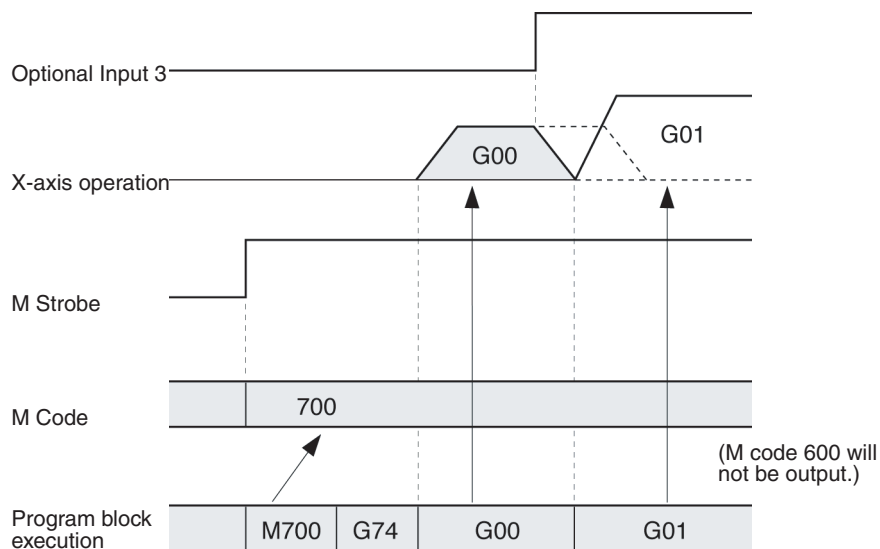 Optional Input 3
G00
G01
X-axis operation
M Strobe
M Code
700
(M code 600 will
not be output.)
Program block
execution
M700
G74
G00
G01